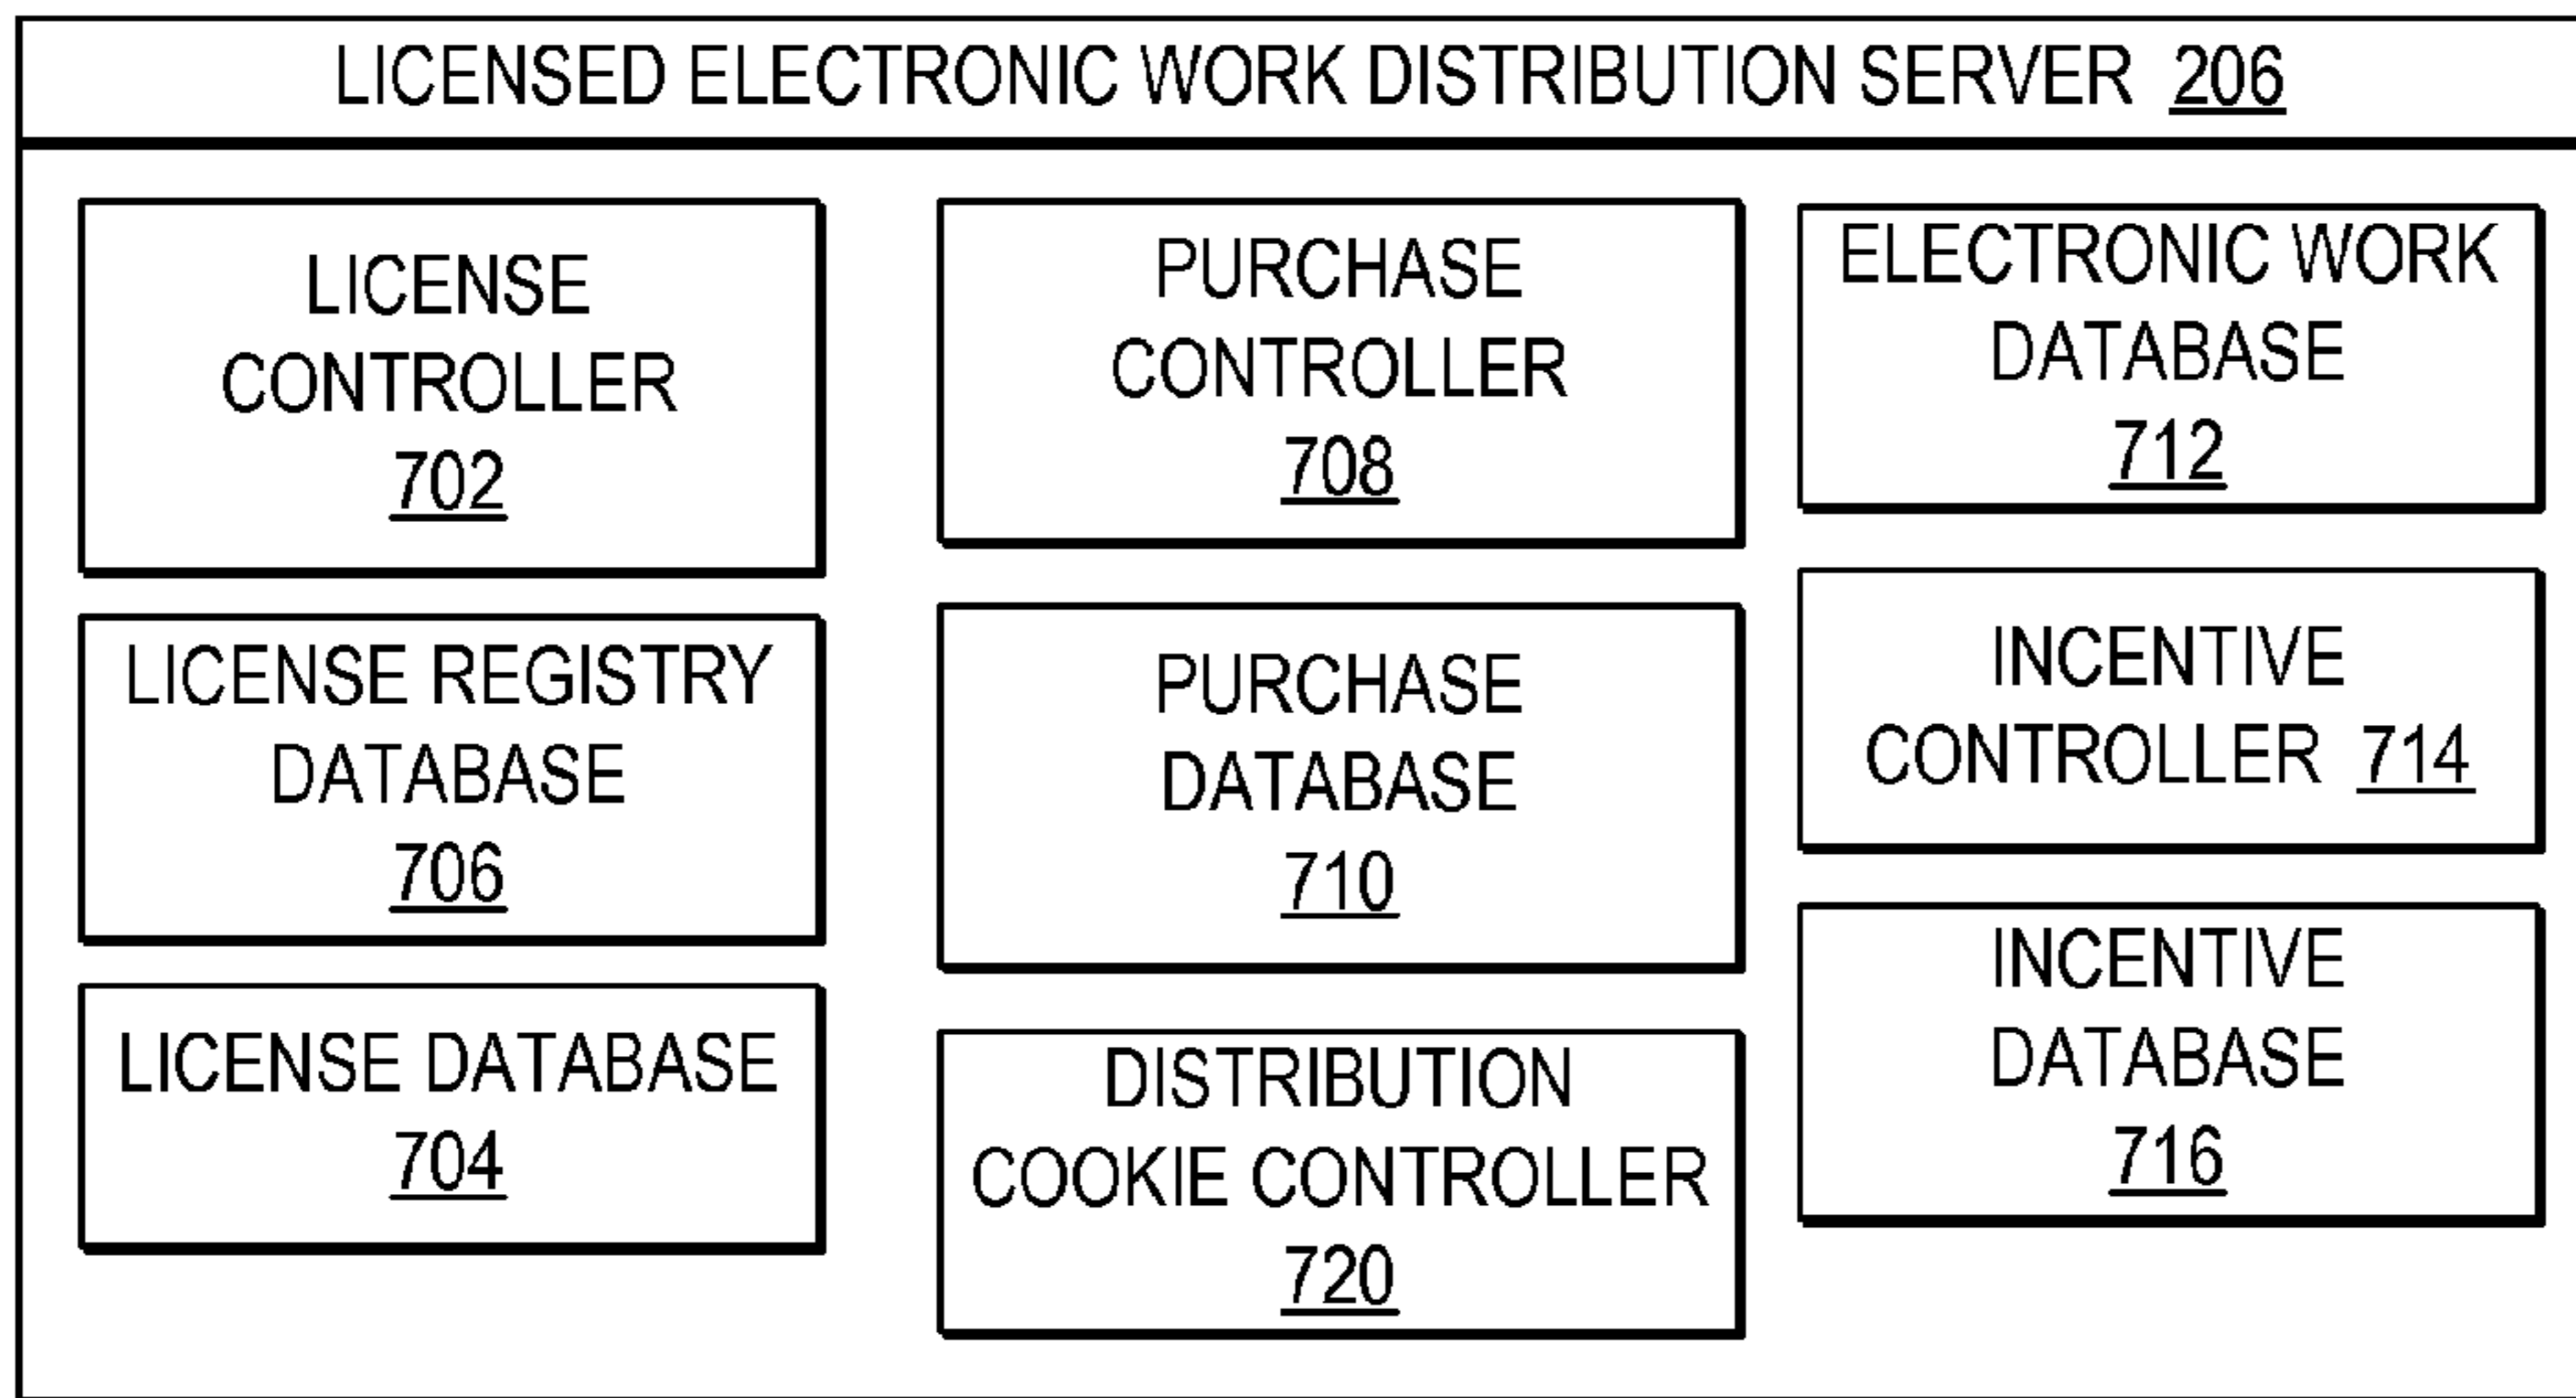 LICENSED ELECTRONIC WORK DISTRIBUTION SERVER 206
LICENSE
CONTROLLER
702
LICENSE REGISTRY
DATABASE
706
LICENSE DATABASE
704
PURCHASE
CONTROLLER
708
PURCHASE
DATABASE
710
DISTRIBUTION
COOKIE CONTROLLER
720
ELECTRONIC WORK
DATABASE
712
INCENTIVE
CONTROLLER 714
INCENTIVE
DATABASE
716